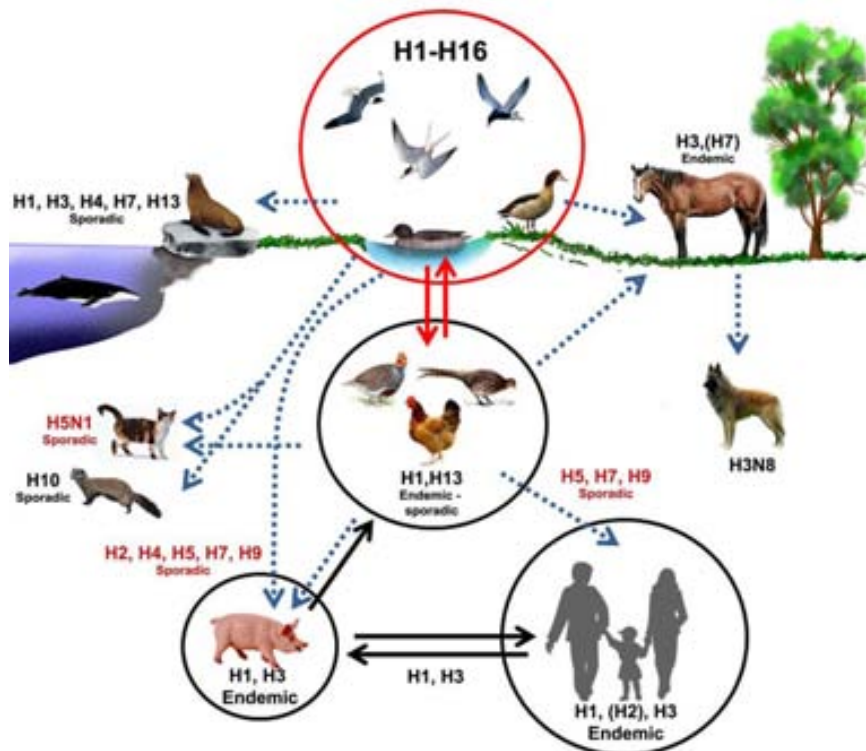 H1-H16
H3,(H7)
Endemic
H1, H3, H4, H7, H13
Sporadic
H5N1
Sporadic
H10
Sporadic
H1,H13
Endemic -
sporadic
H3N8
H5, H7, H9
Sporadic
H2, H4, H5, H7, H9
Sporadic
H1, H3
Endemic
H1, H3
H1, (H2), H3
Endemic